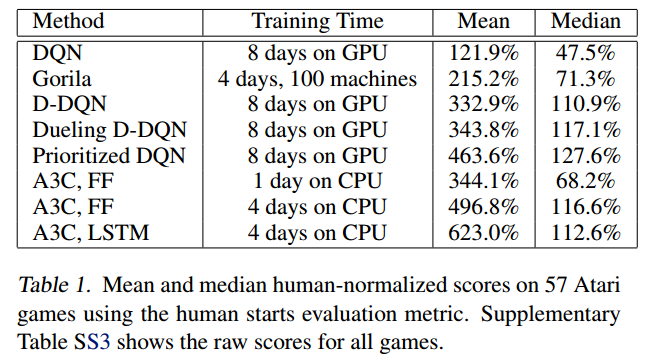 Method Training Time Mean Median
DQN 8 days on GPU 121.9% 47.5%
Gorila 4 days, 100 machines 215.2% 71.3%
D-DQN 8 days on GPU 332.9% 110.9%
Dueling D-DQN 8 days on GPU 343.8% 117.1%
Prioritized DQN 8 days on GPU 463.6% 127.6%
A3C, FF 1 day on CPU 344.1% 68.2%
A3C, FF 4 days on CPU 496.8% 116.6%
A3C, LSTM 4 days on CPU 623.0% 112.6%
Table 1. Mean and median human-normalized scores on 57 Atari
games using the human starts evaluation metric. Supplementary
Table SS3 shows the raw scores for all games.